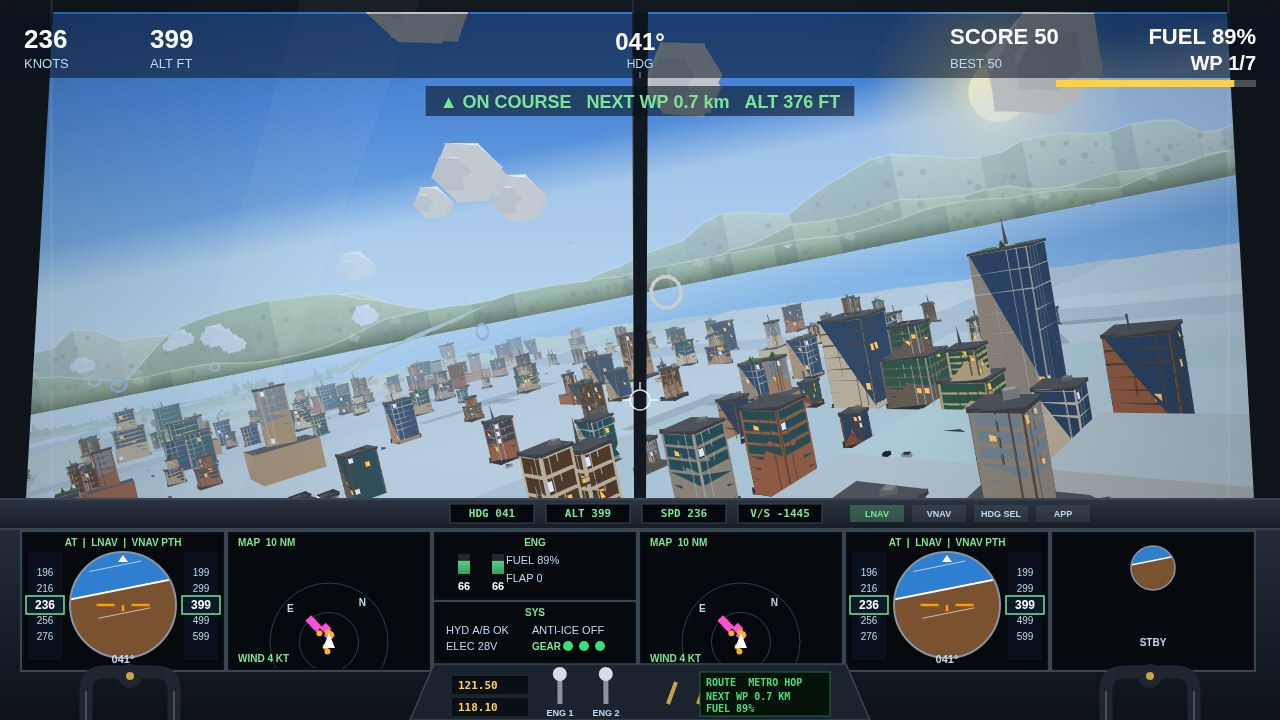 236
KNOTS
399
ALT FT
041°
HDG
SCORE 50
BEST 50
FUEL 89%
WP 1/7
▲ ON COURSE NEXT WP 0.7 km ALT 376 FT
HDG 041
ALT 399
SPD 236
V/S -1445
LNAV
VNAV
HDG SEL
APP
AT | LNAV | VNAV PTH
196
216
236
256
276
199
299
399
499
599
041°
MAP 10 NM
E
N
WIND 4 KT
ENG
66
66
FUEL 89%
FLAP 0
SYS
HYD A/B OK
ANTI-ICE OFF
ELEC 28V
GEAR
MAP 10 NM
E
N
WIND 4 KT
AT | LNAV | VNAV PTH
196
216
236
256
276
199
299
399
499
599
041°
STBY
121.50
118.10
ENG 1
ENG 2
ROUTE METRO HOP
NEXT WP 0.7 KM
FUEL 89%